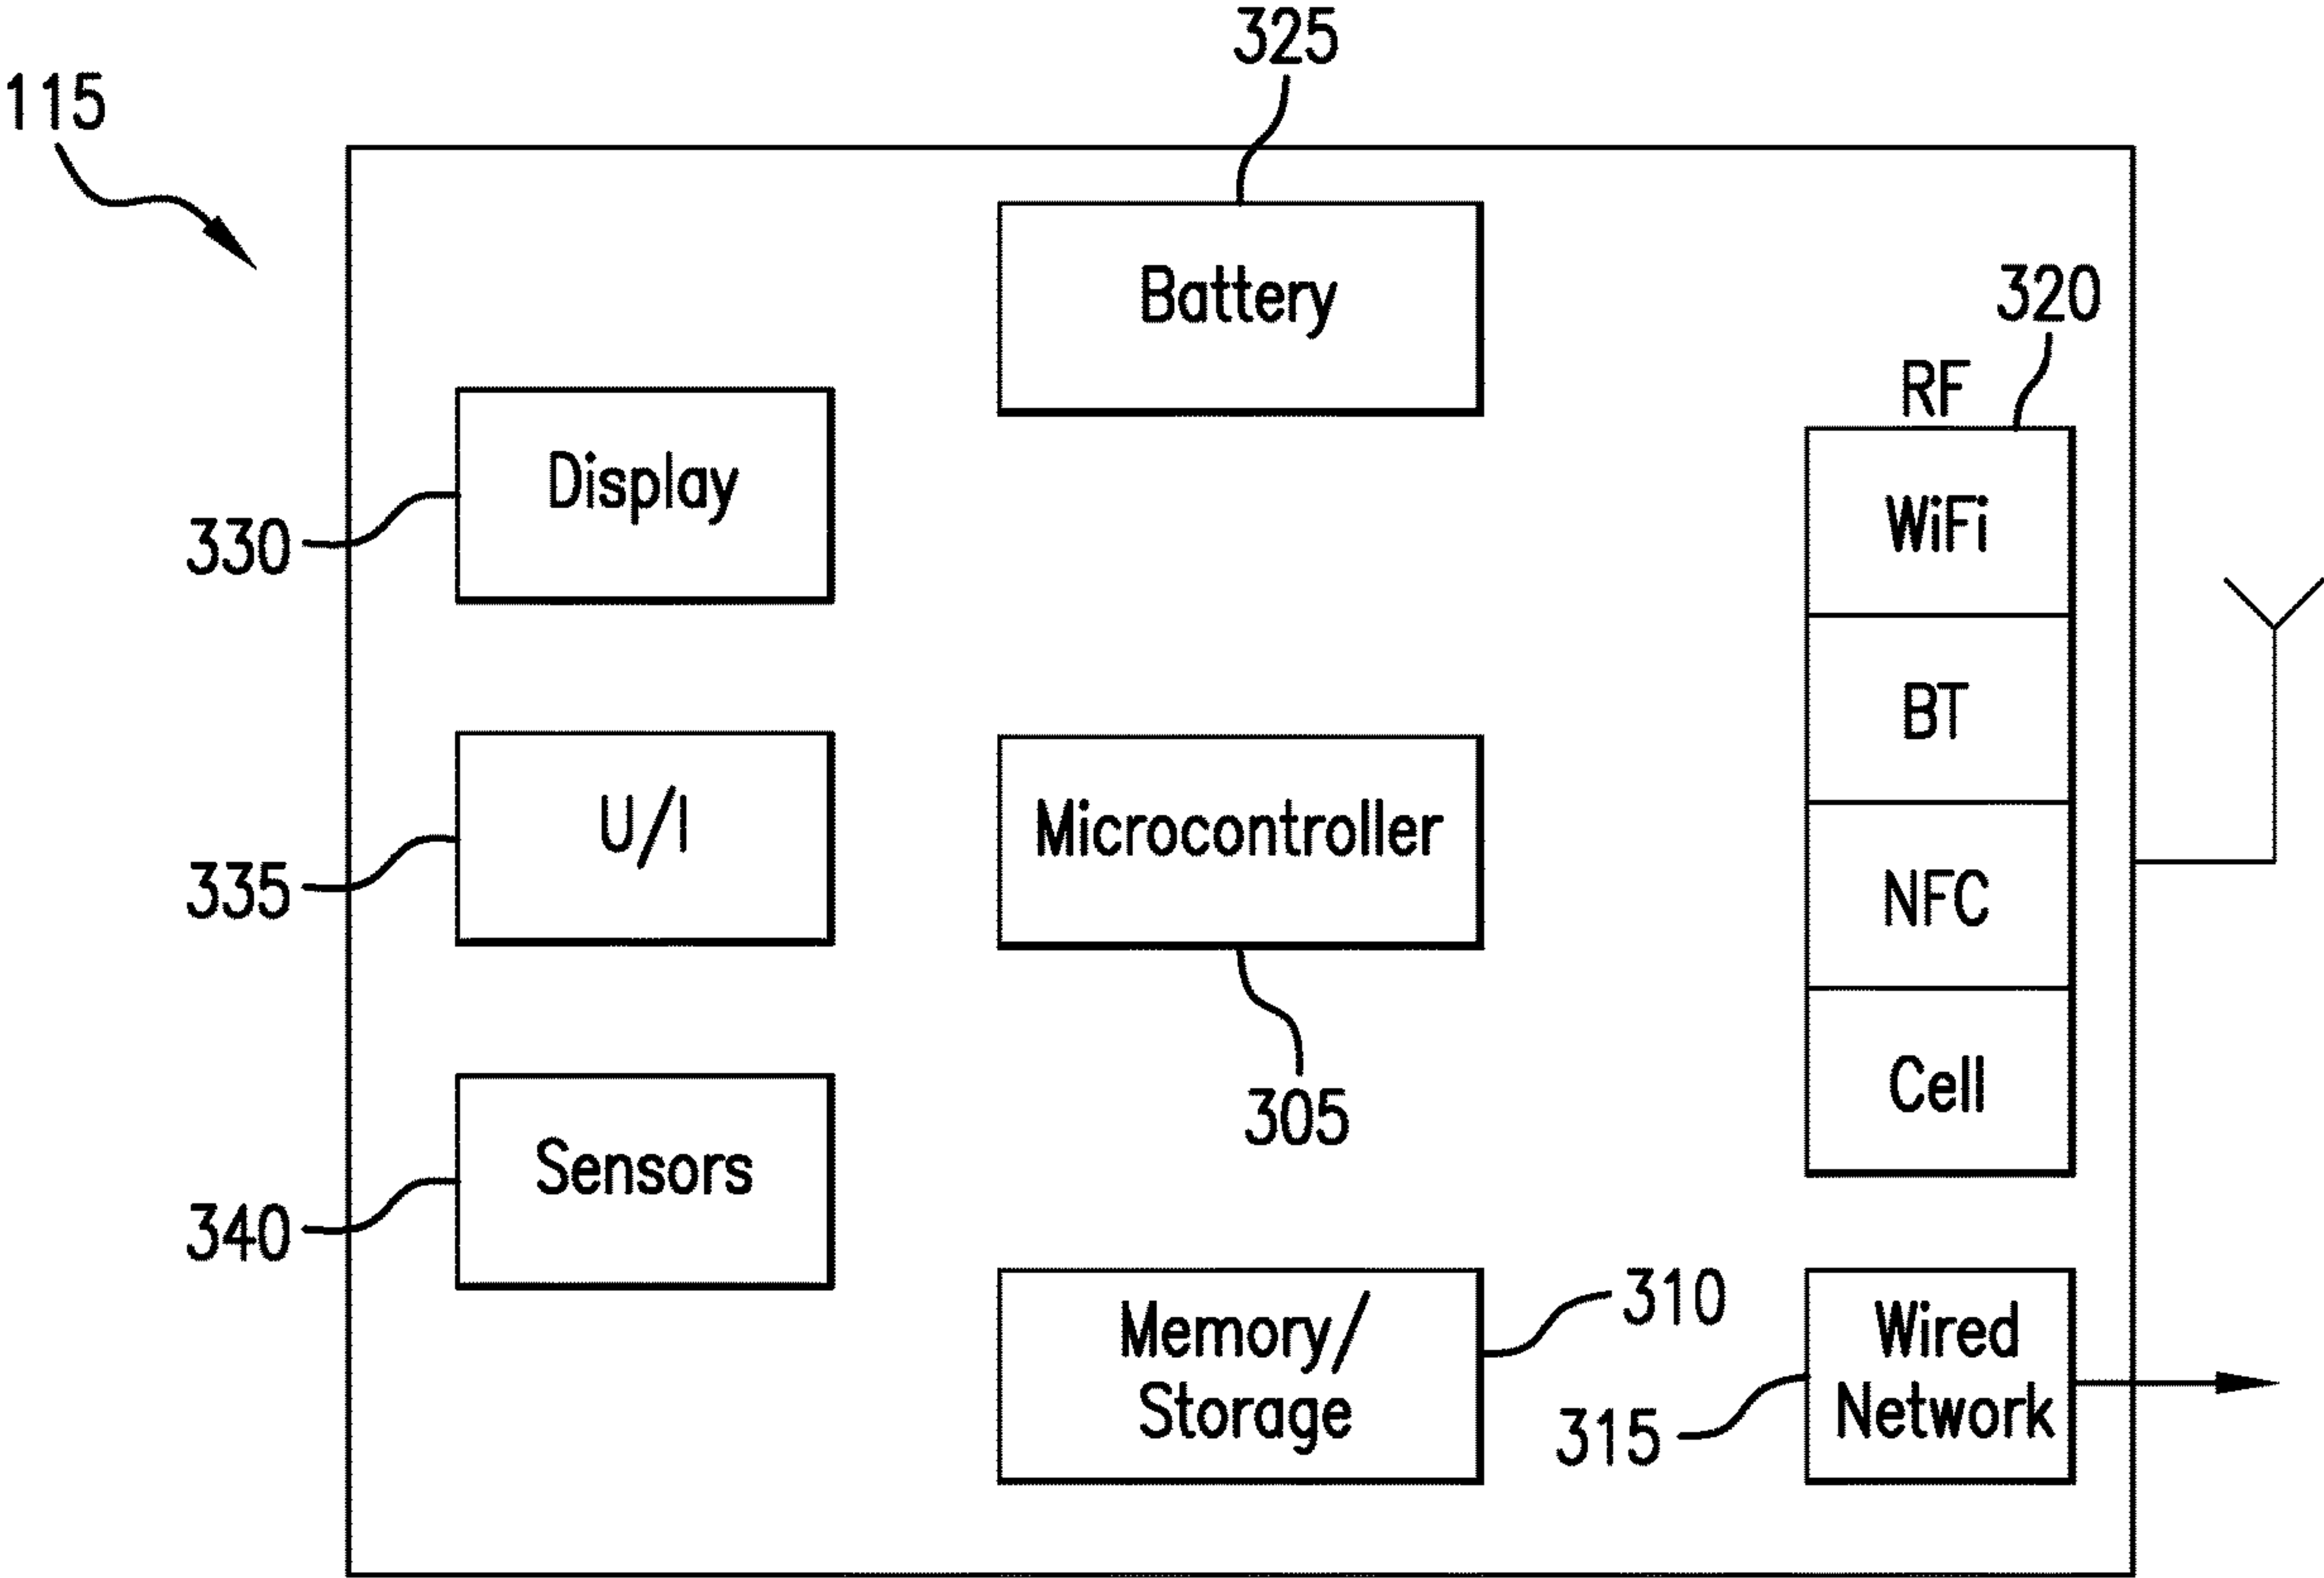 325
115
Battery
320
RF
Display
WiFi
330
BT
U/I
Microcontroller
335
NFC
Cell
305
Sensors
340
310
Memory/
Storage
Wired
Network
315